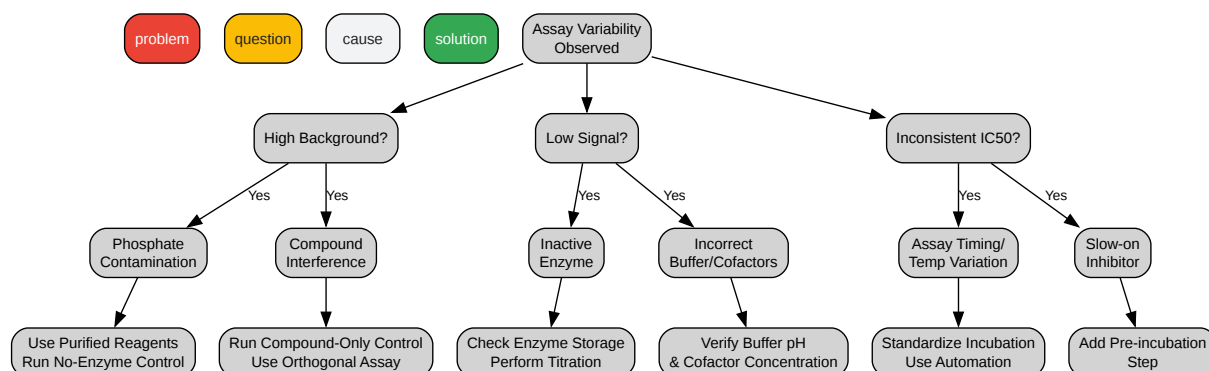 problem
question
cause
solution
Assay Variability
Observed
High Background?
Low Signal?
Inconsistent IC50?
Yes
Yes
Yes
Yes
Yes
Yes
Phosphate
Contamination
Compound
Interference
Inactive
Enzyme
Incorrect
Buffer/Cofactors
Assay Timing/
Temp Variation
Slow-on
Inhibitor
Use Purified Reagents
Run No-Enzyme Control
Run Compound-Only Control
Use Orthogonal Assay
Check Enzyme Storage
Perform Titration
Verify Buffer pH
& Cofactor Concentration
Standardize Incubation
Use Automation
Add Pre-incubation
Step